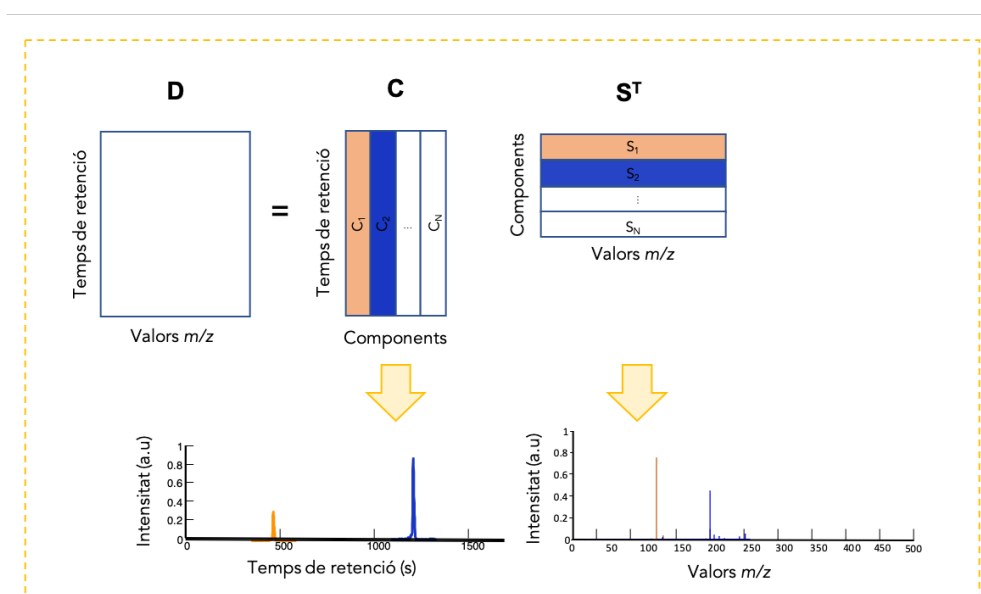 D
C
Sᵀ
Temps de retenció
=
Temps de retenció
C₁
C₂
...
C_N
Components
S₁
S₂
⋮
S_N
Valors m/z
Valors m/z
Components
Intensitat (a.u)
1
0.8
0.6
0.4
0.2
0
0 500 1000 1500
Temps de retenció (s)
Intensitat (a.u)
1
0.8
0.6
0.4
0.2
0
0 50 100 150 200 250 300 350 400 450 500
Valors m/z